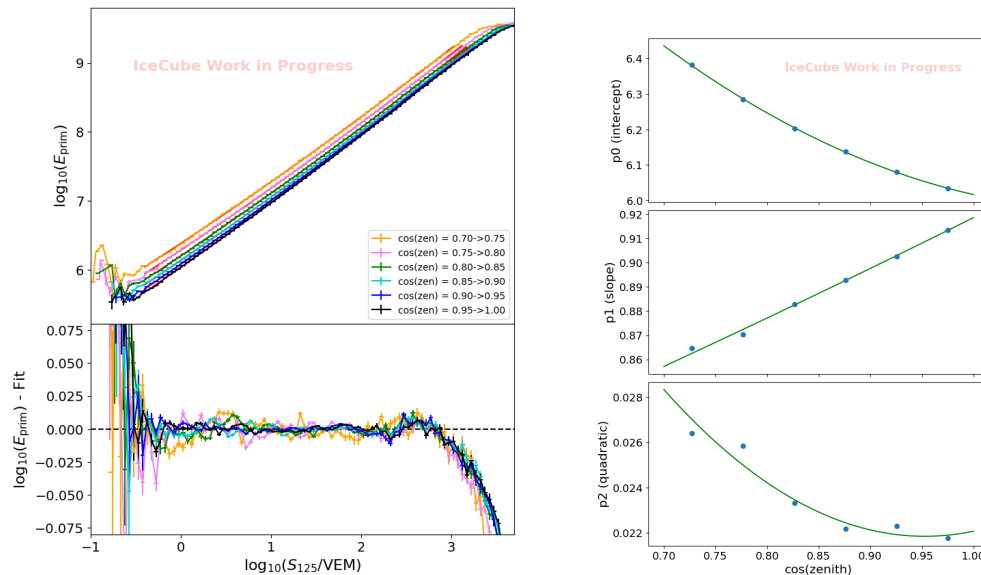 IceCube Work in Progress
log₁₀(E_prim)
9
8
7
6
cos(zen) = 0.70->0.75
cos(zen) = 0.75->0.80
cos(zen) = 0.80->0.85
cos(zen) = 0.85->0.90
cos(zen) = 0.90->0.95
cos(zen) = 0.95->1.00
log₁₀(E_prim) - Fit
0.075
0.050
0.025
0.000
−0.025
−0.050
−0.075
−1 0 1 2 3
log₁₀(S₁₂₅/VEM)
IceCube Work in Progress
p0 (intercept)
6.4
6.3
6.2
6.1
6.0
p1 (slope)
0.92
0.91
0.90
0.89
0.88
0.87
0.86
p2 (quadratic)
0.028
0.026
0.024
0.022
0.70 0.75 0.80 0.85 0.90 0.95 1.00
cos(zenith)